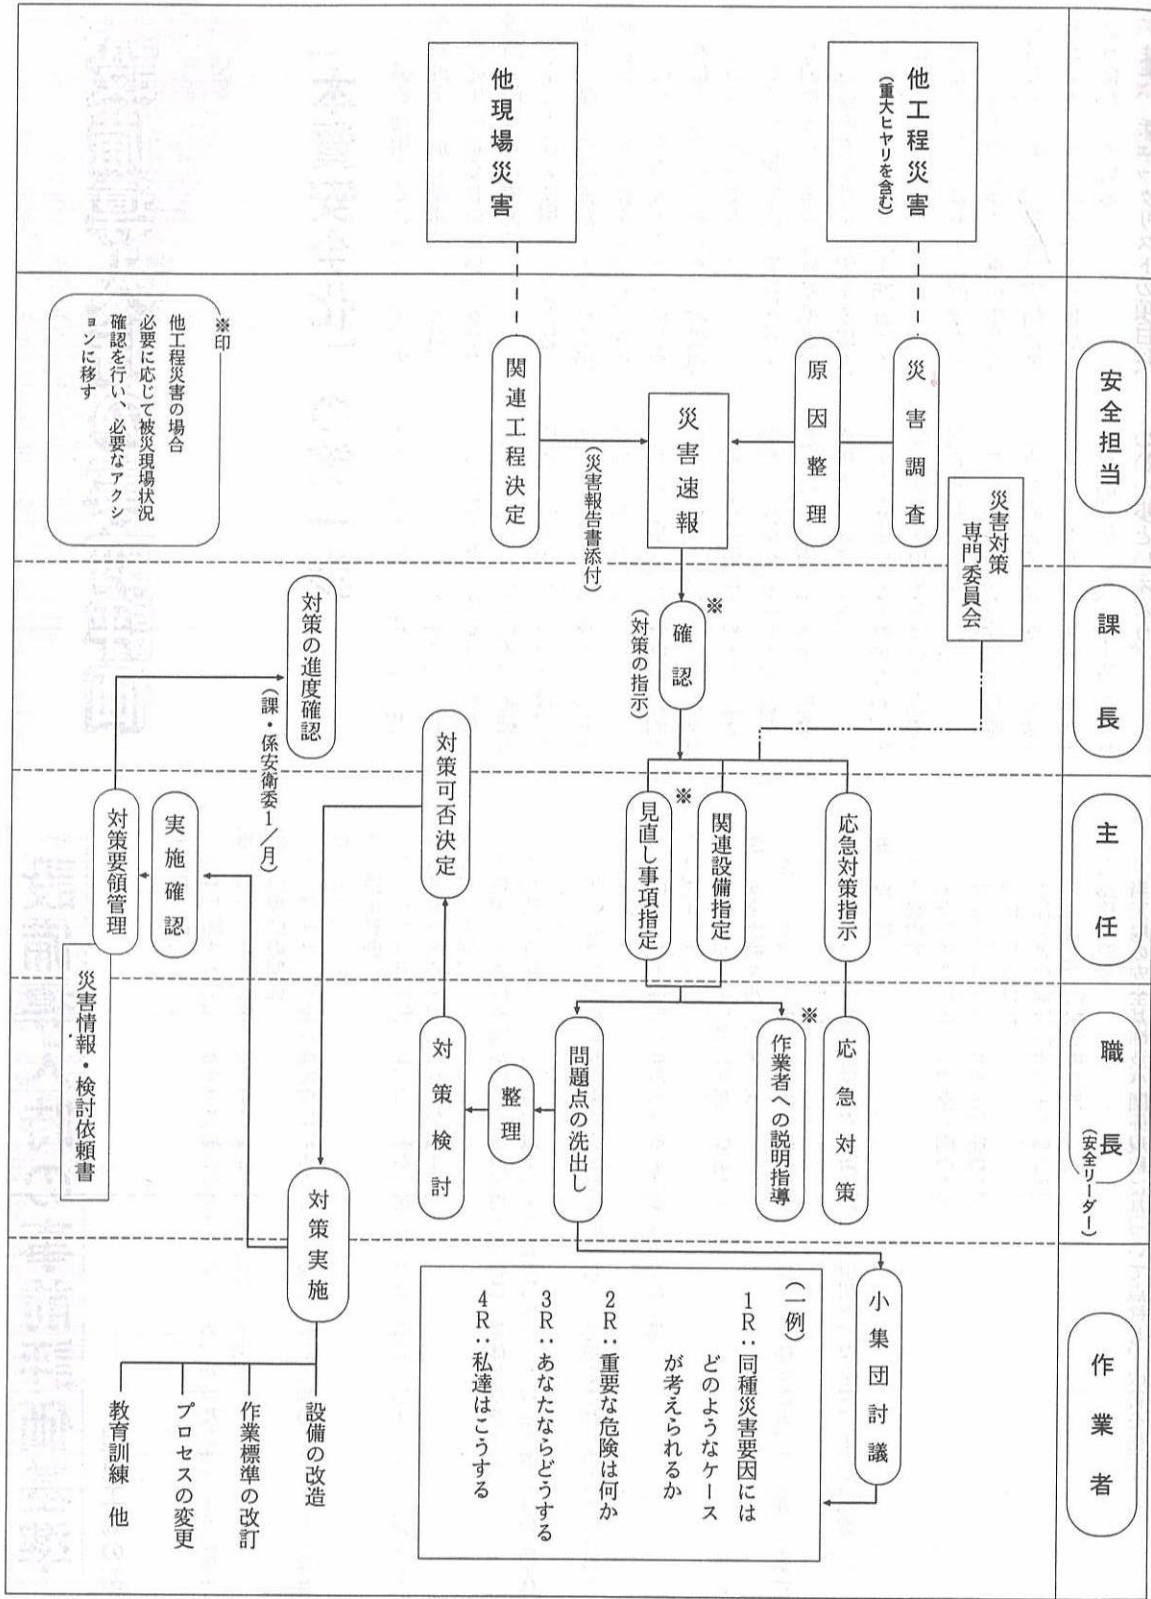 安全担当
課長
主任
職長
(安全リーダー)
作業者
他工程災害
(重大ヒヤリを含む)
他現場災害
災害対策
専門委員会
災害調査
原因整理
災害速報
(災害報告書添付)
関連工程決定
※印
他工程災害の場合
必要に応じて被災現場状況
確認を行い、必要なアクシ
ョンに移す
※
確認
(対策の指示)
対策の進度確認
(課・係安衛委1/月)
応急対策指示
関連設備指定
※
見直し事項指定
対策可否決定
実施確認
対策要領管理
災害情報・検討依頼書
応急対策
※
作業者への説明指導
問題点の洗出し
整理
対策検討
対策実施
小集団討議
(一例)
1R:同種災害要因には
どのようなケース
が考えられるか
2R:重要な危険は何か
3R:あなたならどうする
4R:私達はこうする
設備の改造
作業標準の改訂
プロセスの変更
教育訓練 他